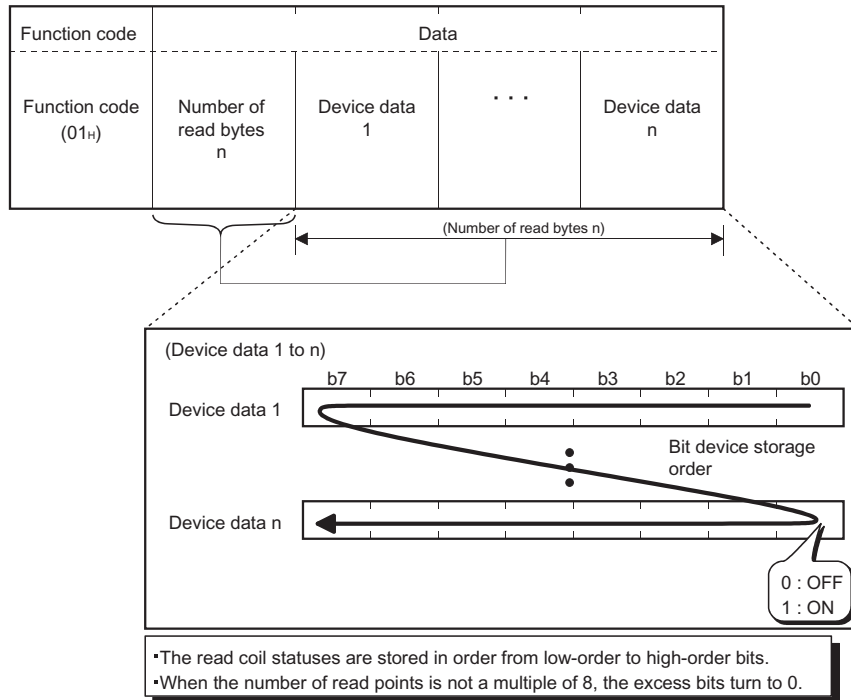 Function code
Data
Function code
(01H)
Number of
read bytes
n
Device data
1
· · ·
Device data
n
(Number of read bytes n)
(Device data 1 to n)
b7 b6 b5 b4 b3 b2 b1 b0
Device data 1
Bit device storage
order
Device data n
0 : OFF
1 : ON
▪The read coil statuses are stored in order from low-order to high-order bits.
▪When the number of read points is not a multiple of 8, the excess bits turn to 0.